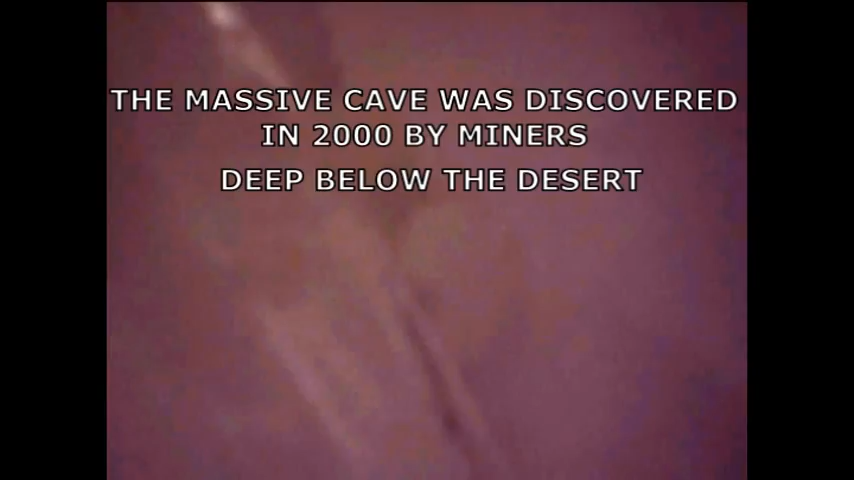 THE MASSIVE CAVE WAS DISCOVERED
IN 2000 BY MINERS
DEEP BELOW THE DESERT